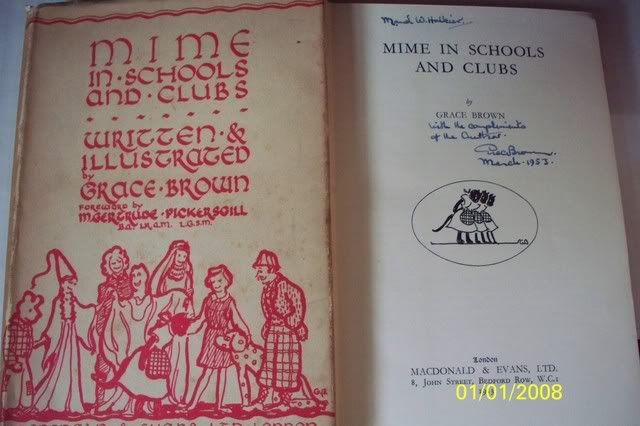 MIME
IN·SCHOOLS
AND·CLUBS
WRITTEN·&
ILLUSTRATED
by
GRACE·BROWN
FOREWORD by
M.GERTRUDE·PICKERSGILL
G.B
MIME IN SCHOOLS
AND CLUBS
by
GRACE BROWN
with the compliments
of the Author.
Grace Brown.
March. 1953.
G.B
London
MACDONALD & EVANS, LTD.
8, JOHN STREET, BEDFORD ROW, W.C.1
01/01/2008